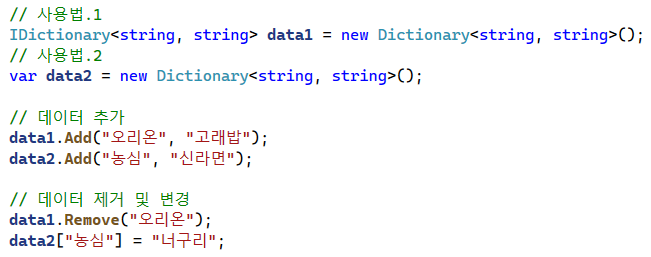 // 사용법.1
IDictionary<string, string> data1 = new Dictionary<string, string>();
// 사용법.2
var data2 = new Dictionary<string, string>();
// 데이터 추가
data1.Add("오리온", "고래밥");
data2.Add("농심", "신라면");
// 데이터 제거 및 변경
data1.Remove("오리온");
data2["농심"] = "너구리";